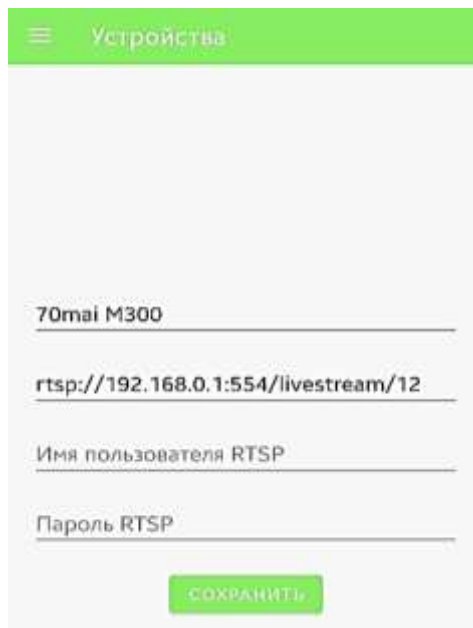 Устройства
70mai M300
rtsp://192.168.0.1:554/livestream/12
Имя пользователя RTSP
Пароль RTSP
СОХРАНИТЬ